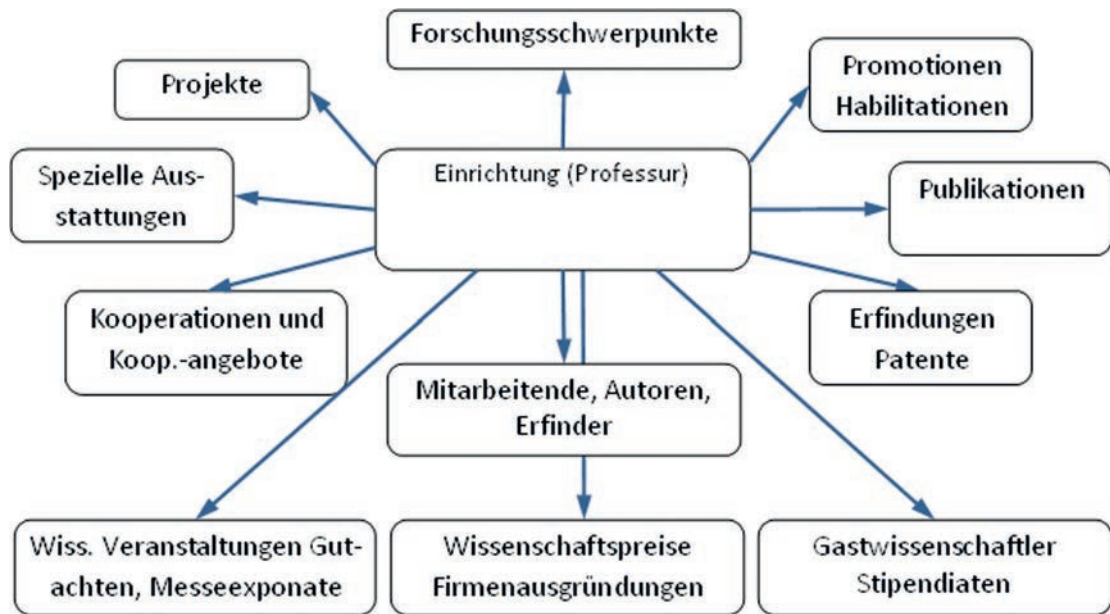 Forschungsschwerpunkte
Projekte
Promotionen
Habilitationen
Spezielle Aus-
stattungen
Einrichtung (Professur)
Publikationen
Kooperationen und
Koop.-angebote
Erfindungen
Patente
Mitarbeitende, Autoren,
Erfinder
Wiss. Veranstaltungen Gut-
achten, Messeexponate
Wissenschaftspreise
Firmenausgründungen
Gastwissenschaftler
Stipendiaten